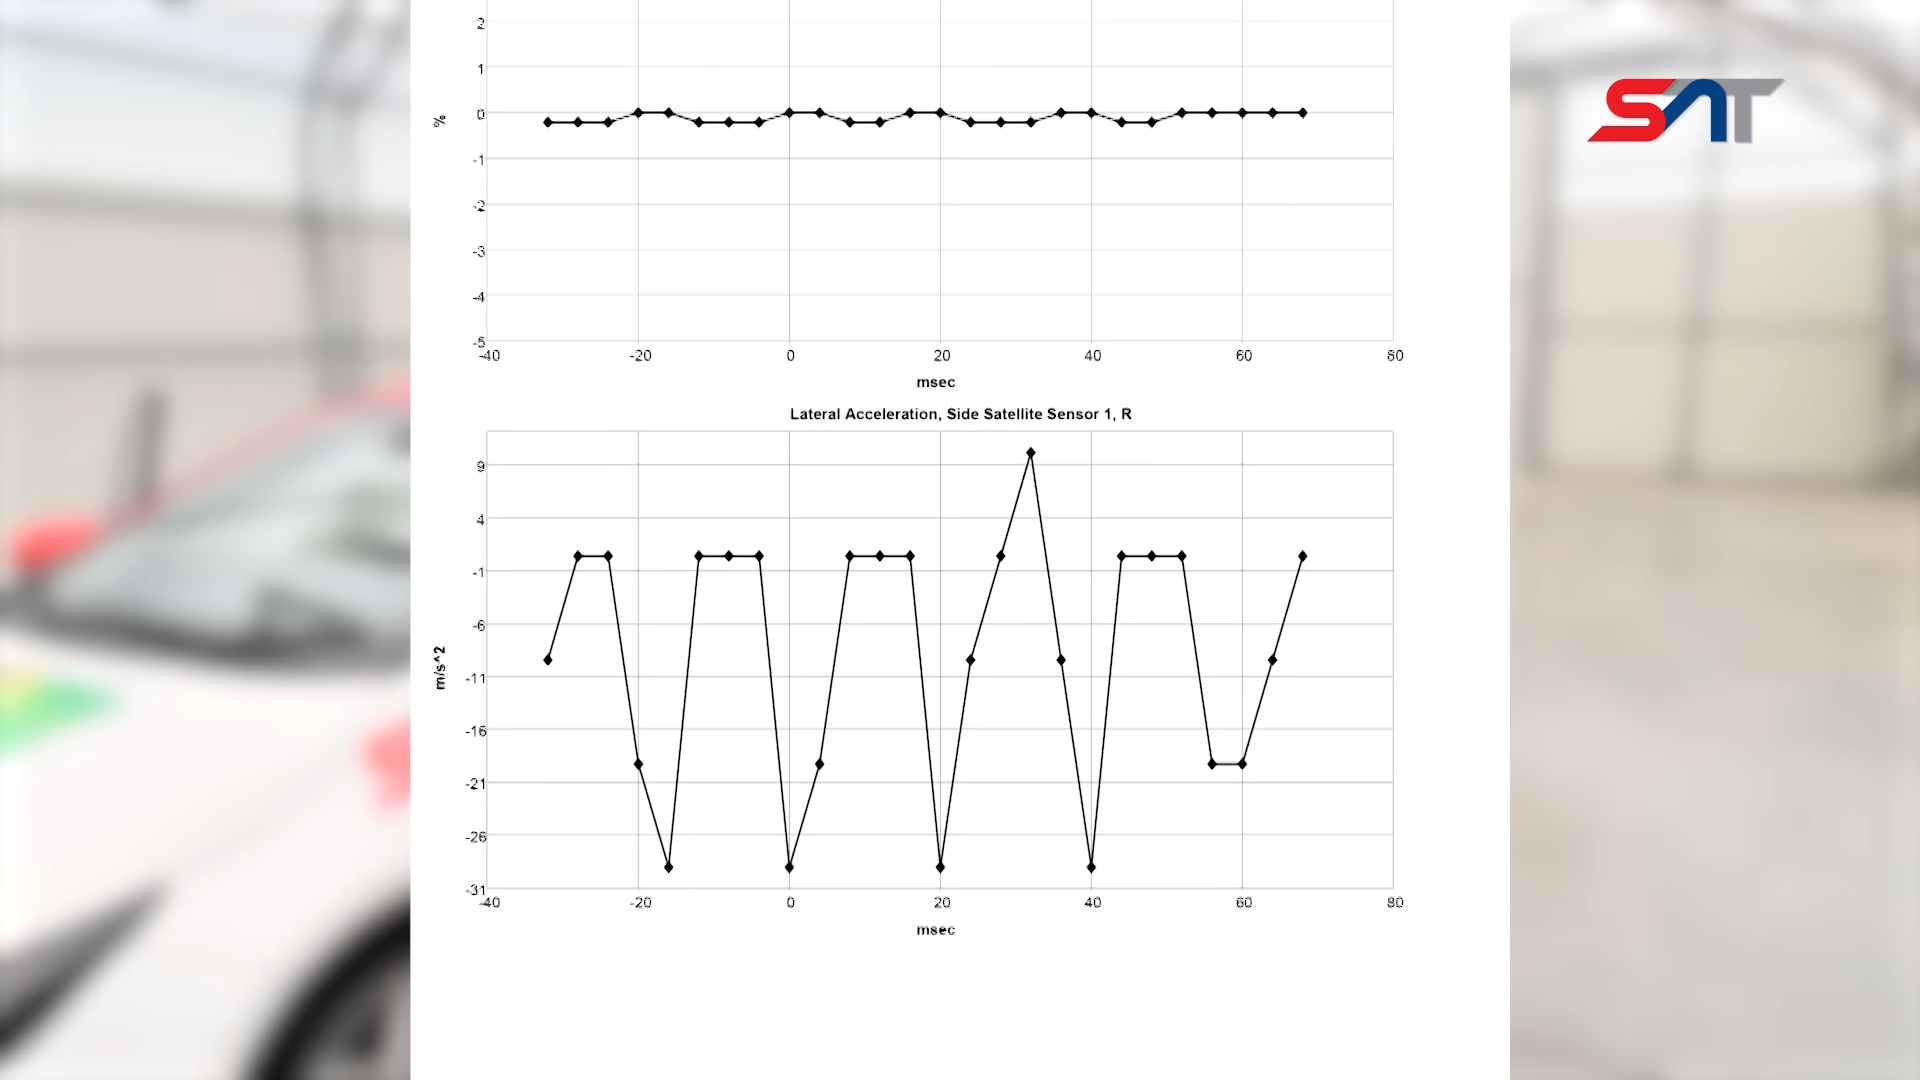 2
1
0
-1
-2
-3
-4
-5
%
-40 -20 0 20 40 60 80
msec
Lateral Acceleration, Side Satellite Sensor 1, R
9
4
-1
-6
-11
-16
-21
-26
-31
m/s^2
-40 -20 0 20 40 60 80
msec
SAT